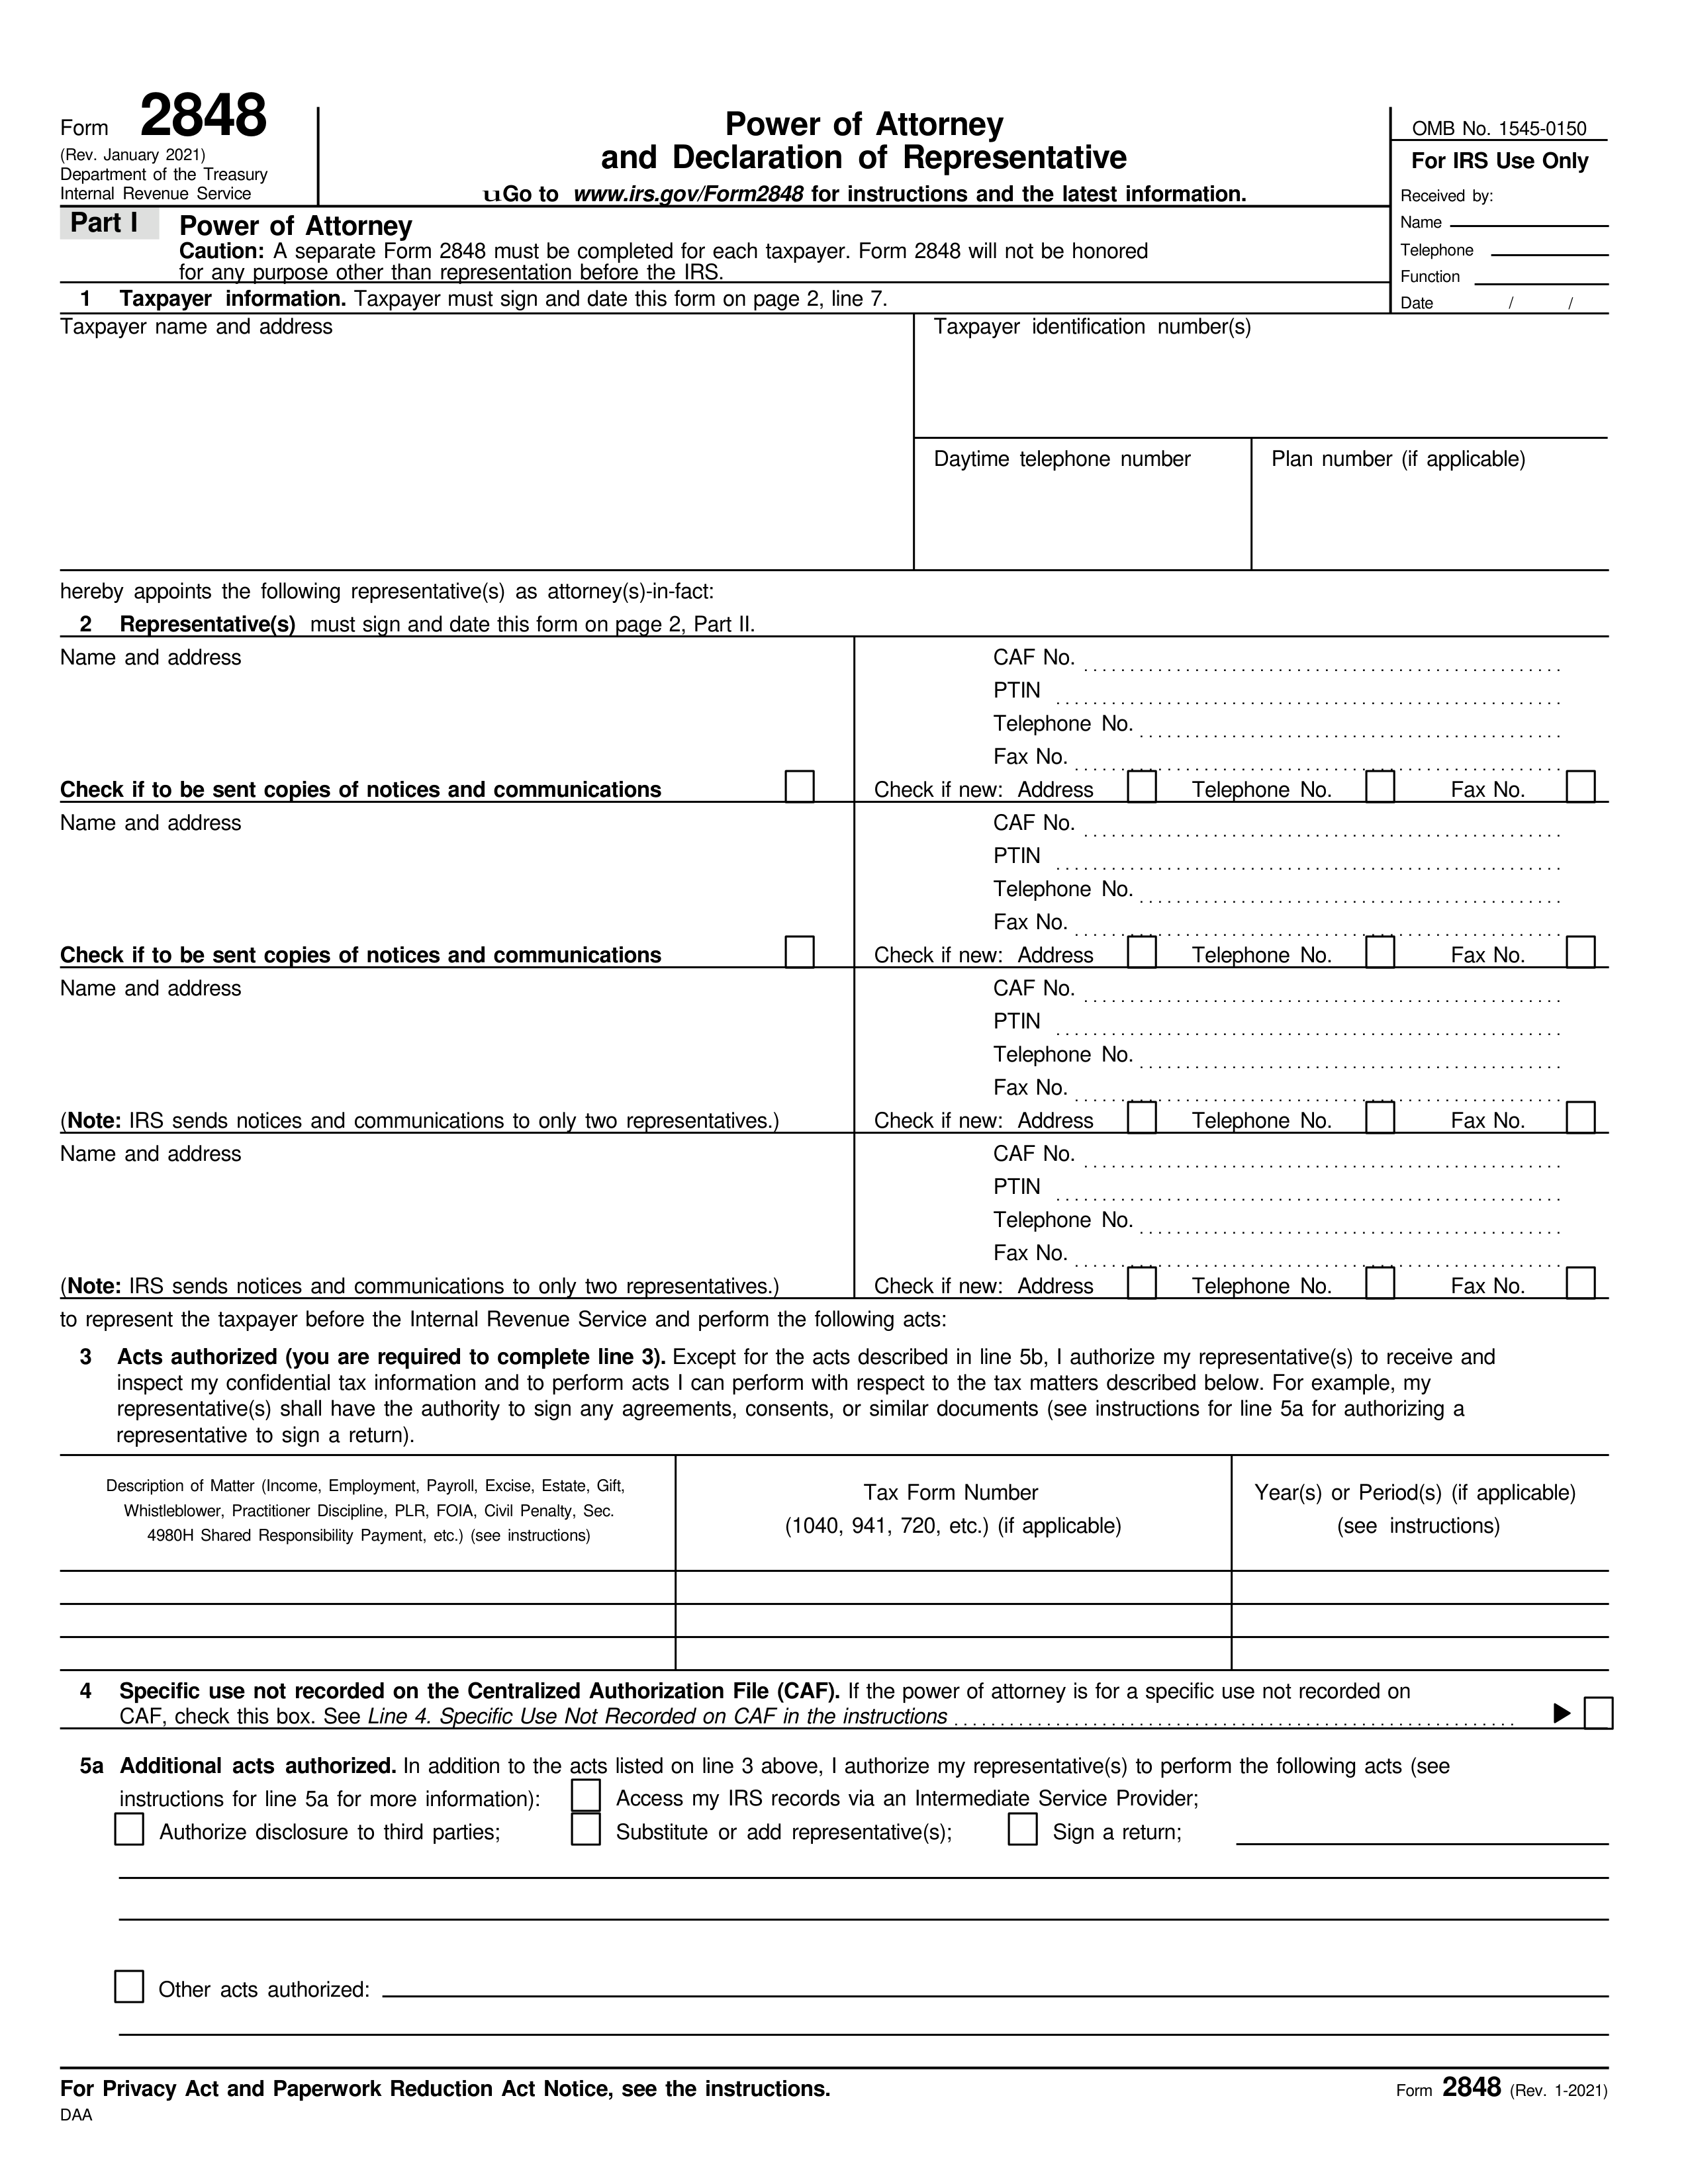 Form 2848
(Rev. January 2021)
Department of the Treasury
Internal Revenue Service
Power of Attorney
and Declaration of Representative
uGo to www.irs.gov/Form2848 for instructions and the latest information.
OMB No. 1545-0150
For IRS Use Only
Received by:
Name
Telephone
Function
Date / /
Part I Power of Attorney
Caution: A separate Form 2848 must be completed for each taxpayer. Form 2848 will not be honored
for any purpose other than representation before the IRS.
1 Taxpayer information. Taxpayer must sign and date this form on page 2, line 7.
Taxpayer name and address
Taxpayer identification number(s)
Daytime telephone number
Plan number (if applicable)
hereby appoints the following representative(s) as attorney(s)-in-fact:
2 Representative(s) must sign and date this form on page 2, Part II.
Name and address
CAF No.
PTIN
Telephone No.
Fax No.
Check if to be sent copies of notices and communications
Check if new: Address Telephone No. Fax No.
Name and address
CAF No.
PTIN
Telephone No.
Fax No.
Check if to be sent copies of notices and communications
Check if new: Address Telephone No. Fax No.
Name and address
CAF No.
PTIN
Telephone No.
Fax No.
(Note: IRS sends notices and communications to only two representatives.)
Check if new: Address Telephone No. Fax No.
Name and address
CAF No.
PTIN
Telephone No.
Fax No.
(Note: IRS sends notices and communications to only two representatives.)
Check if new: Address Telephone No. Fax No.
to represent the taxpayer before the Internal Revenue Service and perform the following acts:
3 Acts authorized (you are required to complete line 3). Except for the acts described in line 5b, I authorize my representative(s) to receive and
inspect my confidential tax information and to perform acts I can perform with respect to the tax matters described below. For example, my
representative(s) shall have the authority to sign any agreements, consents, or similar documents (see instructions for line 5a for authorizing a
representative to sign a return).
Description of Matter (Income, Employment, Payroll, Excise, Estate, Gift,
Whistleblower, Practitioner Discipline, PLR, FOIA, Civil Penalty, Sec.
4980H Shared Responsibility Payment, etc.) (see instructions)
Tax Form Number
(1040, 941, 720, etc.) (if applicable)
Year(s) or Period(s) (if applicable)
(see instructions)
4 Specific use not recorded on the Centralized Authorization File (CAF). If the power of attorney is for a specific use not recorded on
CAF, check this box. See Line 4. Specific Use Not Recorded on CAF in the instructions
5a Additional acts authorized. In addition to the acts listed on line 3 above, I authorize my representative(s) to perform the following acts (see
instructions for line 5a for more information): Access my IRS records via an Intermediate Service Provider;
Authorize disclosure to third parties; Substitute or add representative(s); Sign a return;
Other acts authorized:
For Privacy Act and Paperwork Reduction Act Notice, see the instructions.
Form 2848 (Rev. 1-2021)
DAA